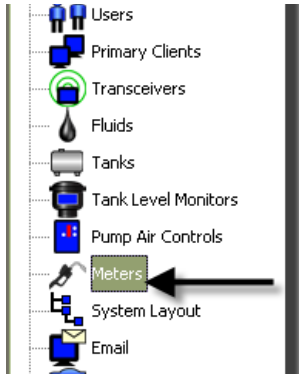 Users
Primary Clients
Transceivers
Fluids
Tanks
Tank Level Monitors
Pump Air Controls
Meters
System Layout
Email